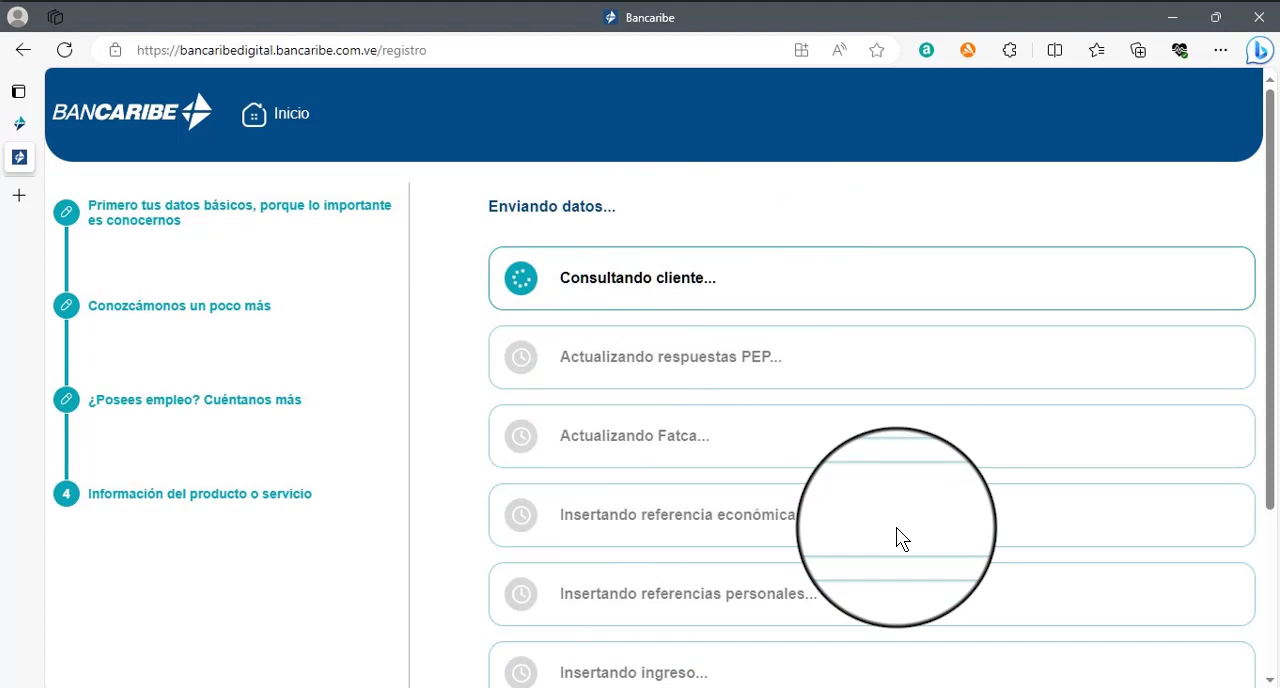 Bancaribe
https://bancaribedigital.bancaribe.com.ve/registro
BANCARIBE
Inicio
Primero tus datos básicos, porque lo importante
es conocernos
Conozcámonos un poco más
¿Posees empleo? Cuéntanos más
4 Información del producto o servicio
Enviando datos...
Consultando cliente...
Actualizando respuestas PEP...
Actualizando Fatca...
Insertando referencia económica
Insertando referencias personales...
Insertando ingreso...